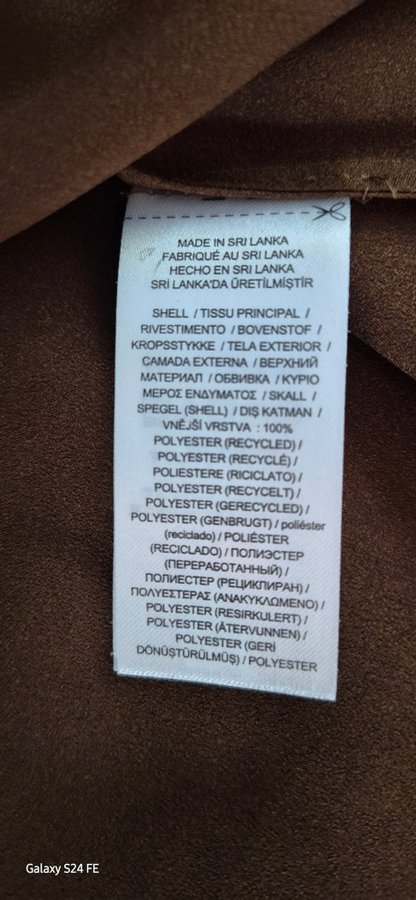 MADE IN SRI LANKA
FABRIQUÉ AU SRI LANKA
HECHO EN SRI LANKA
SRI LANKA'DA ÜRETİLMİŞTİR
SHELL / TISSU PRINCIPAL /
RIVESTIMENTO / BOVENSTOF /
KROPSSTYKKE / TELA EXTERIOR /
CAMADA EXTERNA / ВЕРХНИЙ
МАТЕРИАЛ / ОБВИВКА / ΚΥΡΙΟ
ΜΕΡΟΣ ΕΝΔΥΜΑΤΟΣ / SKALL /
SPEGEL (SHELL) / DIŞ KATMAN /
VNĚJŠÍ VRSTVA : 100%
POLYESTER (RECYCLED) /
POLYESTER (RECYCLÉ) /
POLIESTERE (RICICLATO) /
POLYESTER (RECYCELT) /
POLYESTER (GERECYCLED) /
POLYESTER (GENBRUGT) / poliéster
(reciclado) / POLIÉSTER
(RECICLADO) / ПОЛИЭСТЕР
(ПЕРЕРАБОТАННЫЙ) /
ПОЛИЕСТЕР (РЕЦИКЛИРАН) /
ΠΟΛΥΕΣΤΕΡΑΣ (ΑΝΑΚΥΚΛΩΜΕΝΟ) /
POLYESTER (RESIRKULERT) /
POLYESTER (ÅTERVUNNEN) /
POLYESTER (GERİ
DÖNÜŞTÜRÜLMÜŞ) / POLYESTER
Galaxy S24 FE